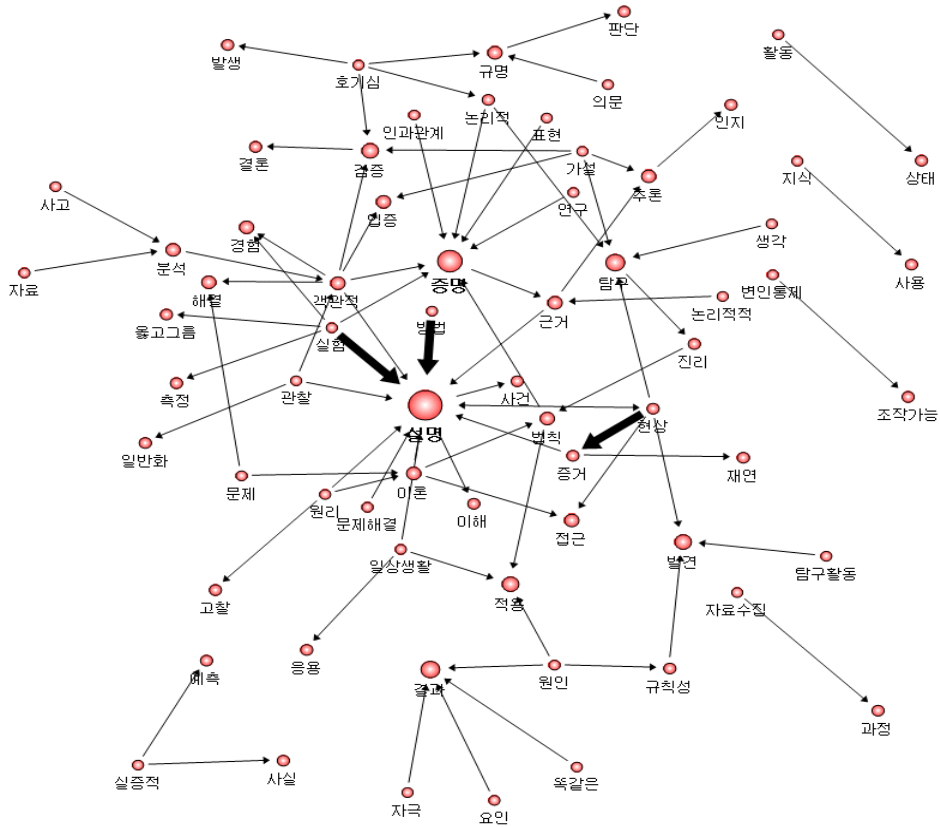 판단
발생
호기심
규명
활동
의문
논리적
인과관계
표현
인지
결론
검증
가설
상태
지식
추론
사고
입증
연구
경험
생각
분석
증명
탐구
사용
자료
해결
객관적
변인통제
근거
논리적적
옳고그름
방법
실험
진리
측정
관찰
사건
조작가능
설명
법칙
현상
일반화
증거
재연
문제
이론
원리
문제해결
이해
접근
발견
일상생활
탐구활동
고찰
적용
자료수집
응용
예측
결과
원인
규칙성
과정
실증적
사실
똑같은
자극
요인